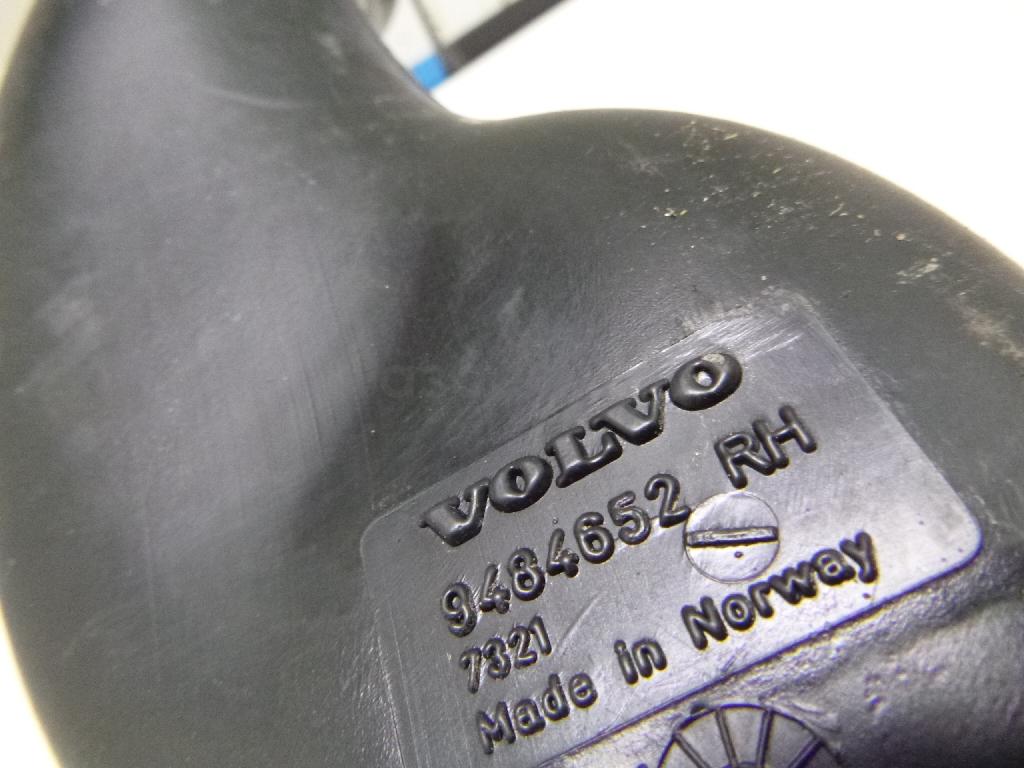 VOLVO
9484652 RH
7321
Made in Norway